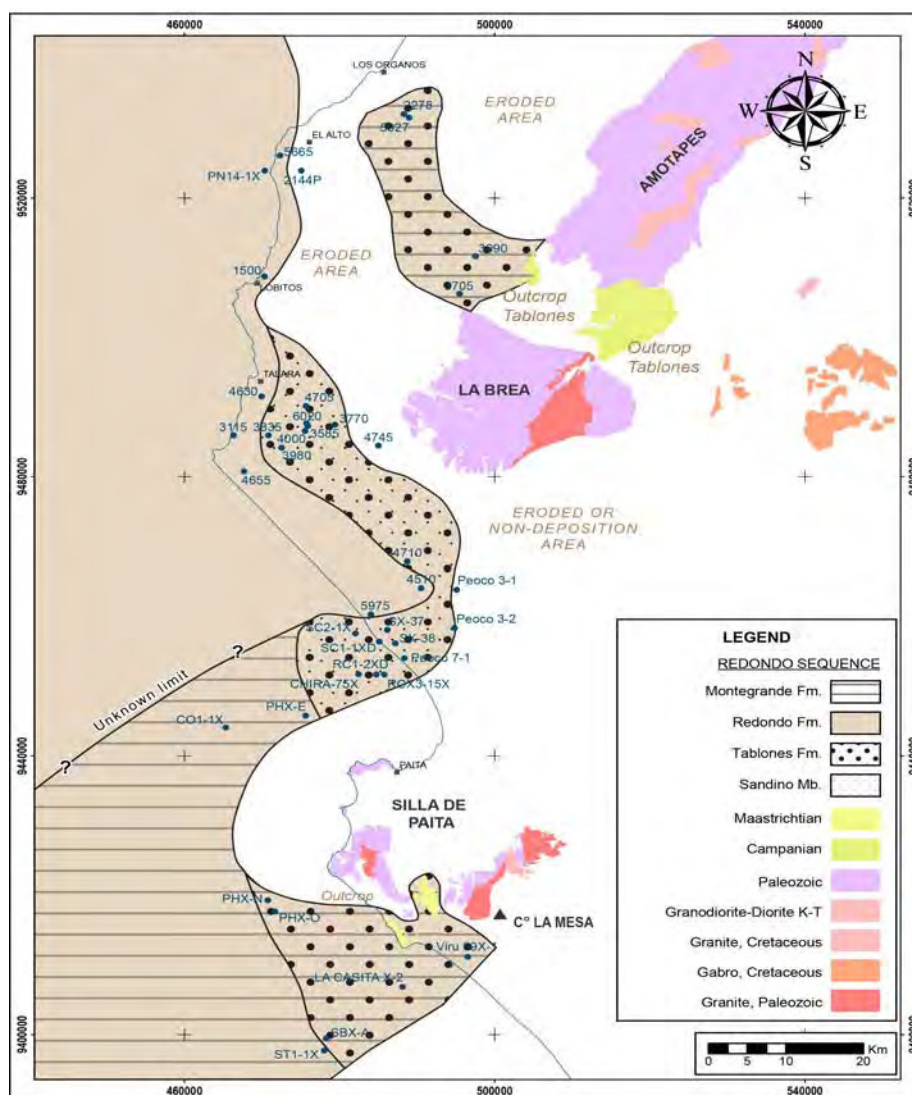 460000
500000
540000
LOS ORGANOS
N
W
E
S
ERODED
AREA
2278
5627
EL ALTO
5865
PN14-1X
2144P
AMOTAPES
9520000
ERODED
AREA
3690
1500
LOBITOS
Outcrop
Tablones
Outcrop
Tablones
TALARA
LA BREA
4630
4703
6020
3770
3115
3835
3585
4000
4745
3980
4655
9480000
ERODED OR
NON-DEPOSITION
AREA
4710
4510
Peoco 3-1
5975
Peoco 3-2
SX-37
SC2-1X
SX-38
SC1-1XD
Peoco 7-1
RC1-2XD
CHIRA-75X
RCX3-15X
?
Unknown limit
PHX-E
CO1-1X
?
9440000
PAITA
SILLA DE
PAITA
Outcrop
PHX-N
PHX-O
C° LA MESA
LA CASITA X-2
SBX-A
ST1-1X
9400000
LEGEND
REDONDO SEQUENCE
Montegrande Fm.
Redondo Fm.
Tablones Fm.
Sandino Mb.
Maastrichtian
Campanian
Paleozoic
Granodiorite-Diorite K-T
Granite, Cretaceous
Gabro, Cretaceous
Granite, Paleozoic
0 5 10 20
Km
460000
500000
540000